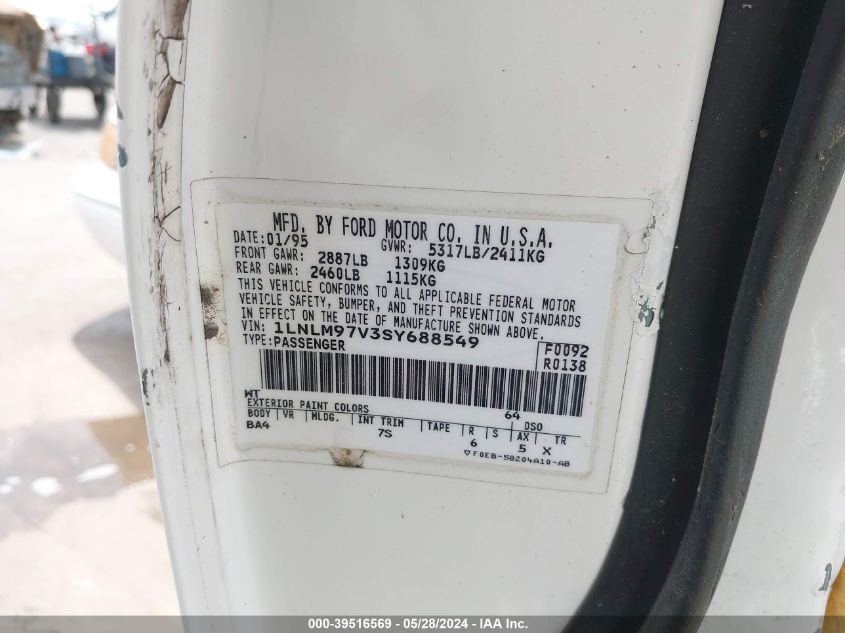 MFD. BY FORD MOTOR CO. IN U.S.A.
DATE: 01/95 GVWR: 5317LB/2411KG
FRONT GAWR: 2887LB 1309KG
REAR GAWR: 2460LB 1115KG
THIS VEHICLE CONFORMS TO ALL APPLICABLE FEDERAL MOTOR
VEHICLE SAFETY, BUMPER, AND THEFT PREVENTION STANDARDS
IN EFFECT ON THE DATE OF MANUFACTURE SHOWN ABOVE.
VIN: 1LNLM97V3SY688549
TYPE: PASSENGER
F0092
R0138
WT 64
EXTERIOR PAINT COLORS DSO
BODY VR MLDG. INT TRIM TAPE R S AX TR
BA4 7S 6 5 X
▽F0EB-58204A10-AB
000-39516569 - 05/28/2024 - IAA Inc.